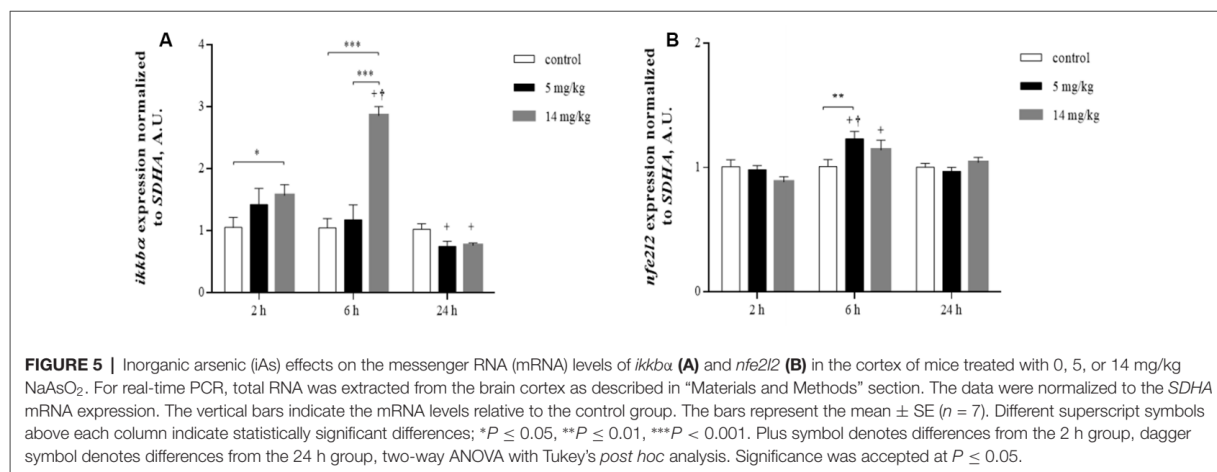 A
ikkbα expression normalized
to SDHA, A.U.
4
3
2
1
0
***
***
+†
*
+ +
2 h 6 h 24 h
control
5 mg/kg
14 mg/kg
B
nfe2l2 expression normalized
to SDHA, A.U.
2
1
0
**
+†
+
2 h 6 h 24 h
control
5 mg/kg
14 mg/kg
FIGURE 5 | Inorganic arsenic (iAs) effects on the messenger RNA (mRNA) levels of ikkbα (A) and nfe2l2 (B) in the cortex of mice treated with 0, 5, or 14 mg/kg
NaAsO₂. For real-time PCR, total RNA was extracted from the brain cortex as described in “Materials and Methods” section. The data were normalized to the SDHA
mRNA expression. The vertical bars indicate the mRNA levels relative to the control group. The bars represent the mean ± SE (n = 7). Different superscript symbols
above each column indicate statistically significant differences; *P ≤ 0.05, **P ≤ 0.01, ***P < 0.001. Plus symbol denotes differences from the 2 h group, dagger
symbol denotes differences from the 24 h group, two-way ANOVA with Tukey’s post hoc analysis. Significance was accepted at P ≤ 0.05.